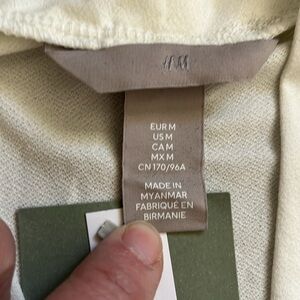 H&M
EUR M
US M
CA M
MX M
CN 170/96A
MADE IN
MYANMAR
FABRIQUÉ EN
BIRMANIE